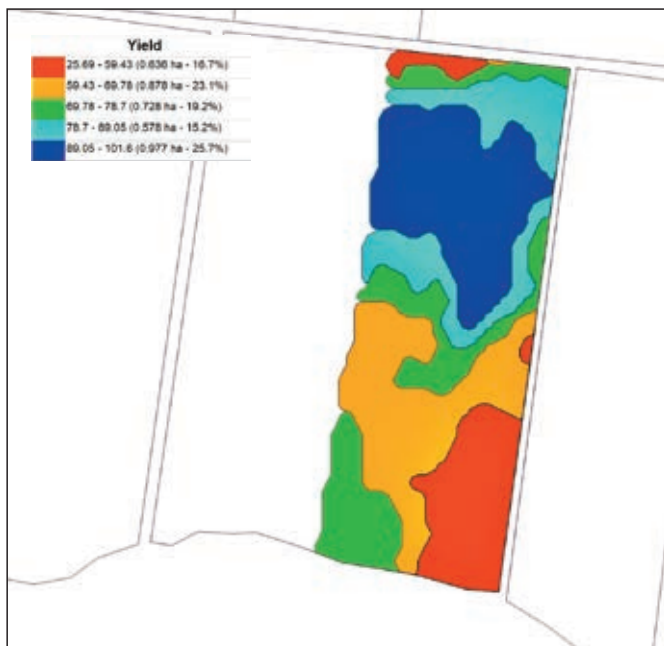 Yield
25.69 - 59.43 (0.636 ha - 16.7%)
59.43 - 69.78 (0.878 ha - 23.1%)
69.78 - 78.7 (0.728 ha - 19.2%)
78.7 - 89.05 (0.578 ha - 15.2%)
89.05 - 101.6 (0.977 ha - 25.7%)